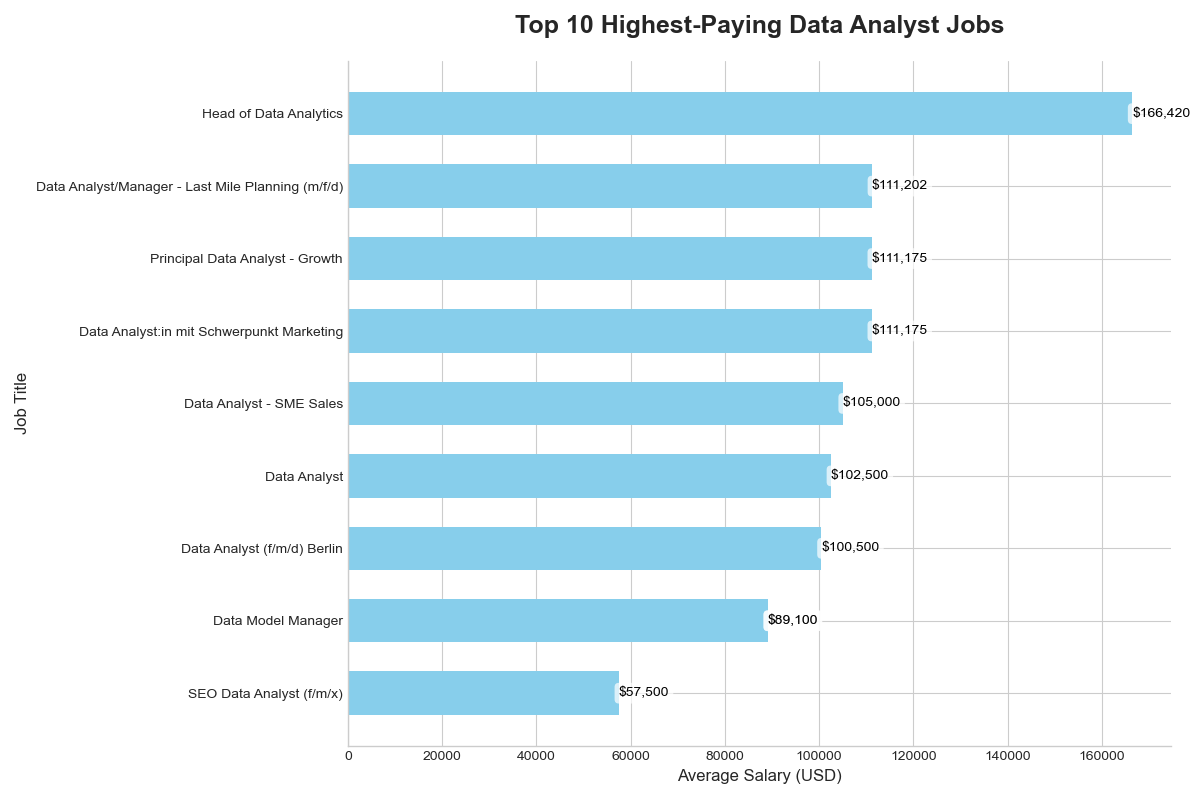 Top 10 Highest-Paying Data Analyst Jobs
Job Title
Head of Data Analytics $166,420
Data Analyst/Manager - Last Mile Planning (m/f/d) $111,202
Principal Data Analyst - Growth $111,175
Data Analyst:in mit Schwerpunkt Marketing $111,175
Data Analyst - SME Sales $105,000
Data Analyst $102,500
Data Analyst (f/m/d) Berlin $100,500
Data Model Manager $89,100
SEO Data Analyst (f/m/x) $57,500
0 20000 40000 60000 80000 100000 120000 140000 160000
Average Salary (USD)